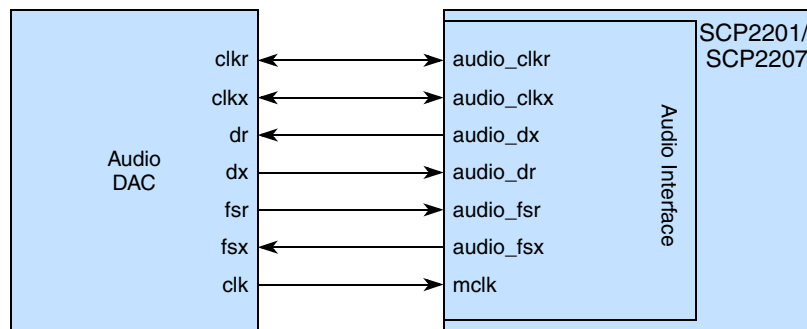 SCP2201/
SCP2207
clkr
audio_clkr
clkx
audio_clkx
dr
audio_dx
Audio
DAC
dx
audio_dr
fsr
audio_fsr
fsx
audio_fsx
clk
mclk
Audio Interface